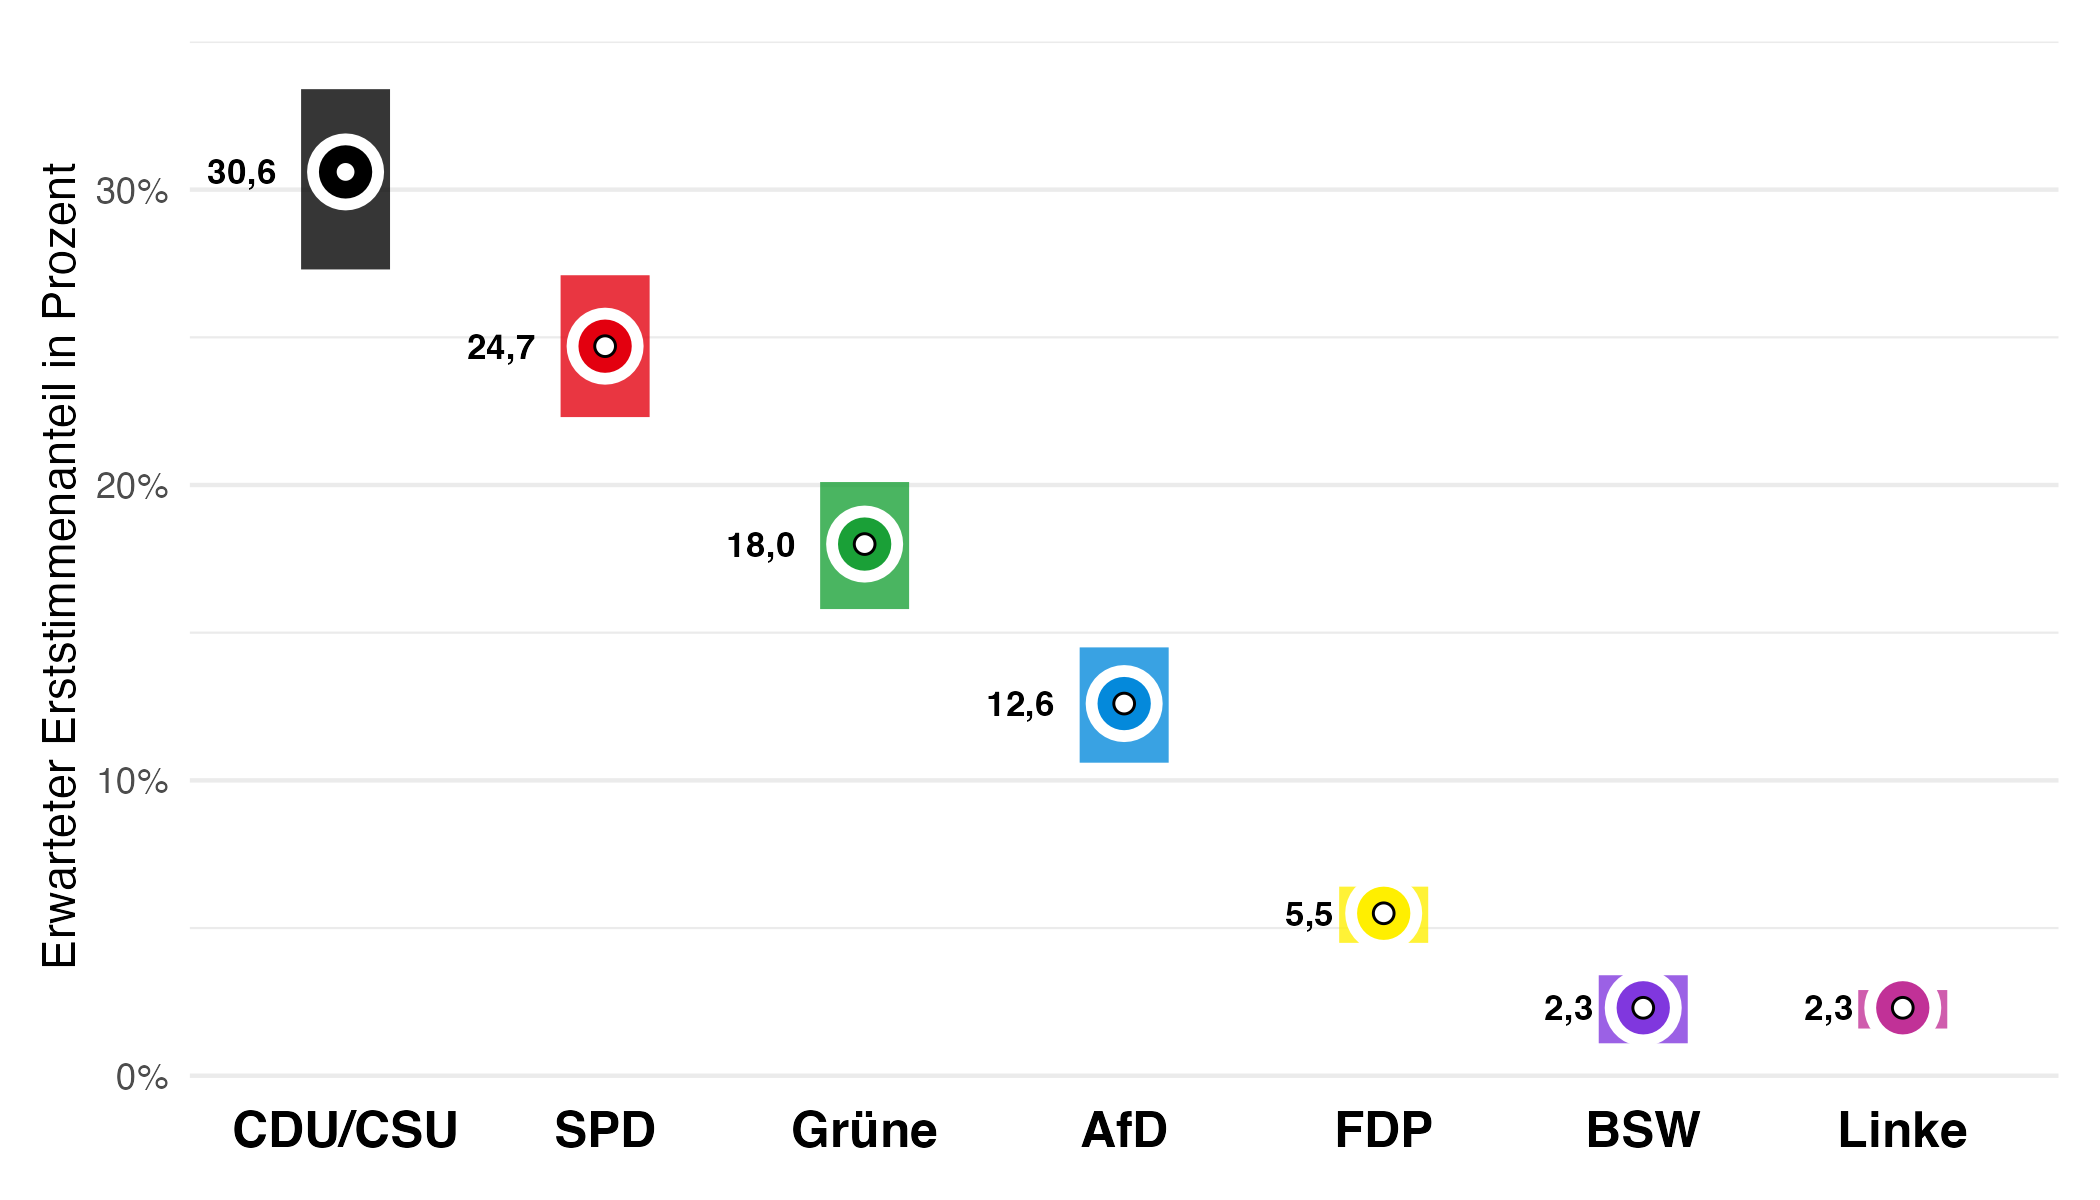 Erwarteter Erststimmenanteil in Prozent
30%
20%
10%
0%
30,6
24,7
18,0
12,6
5,5
2,3
2,3
CDU/CSU
SPD
Grüne
AfD
FDP
BSW
Linke